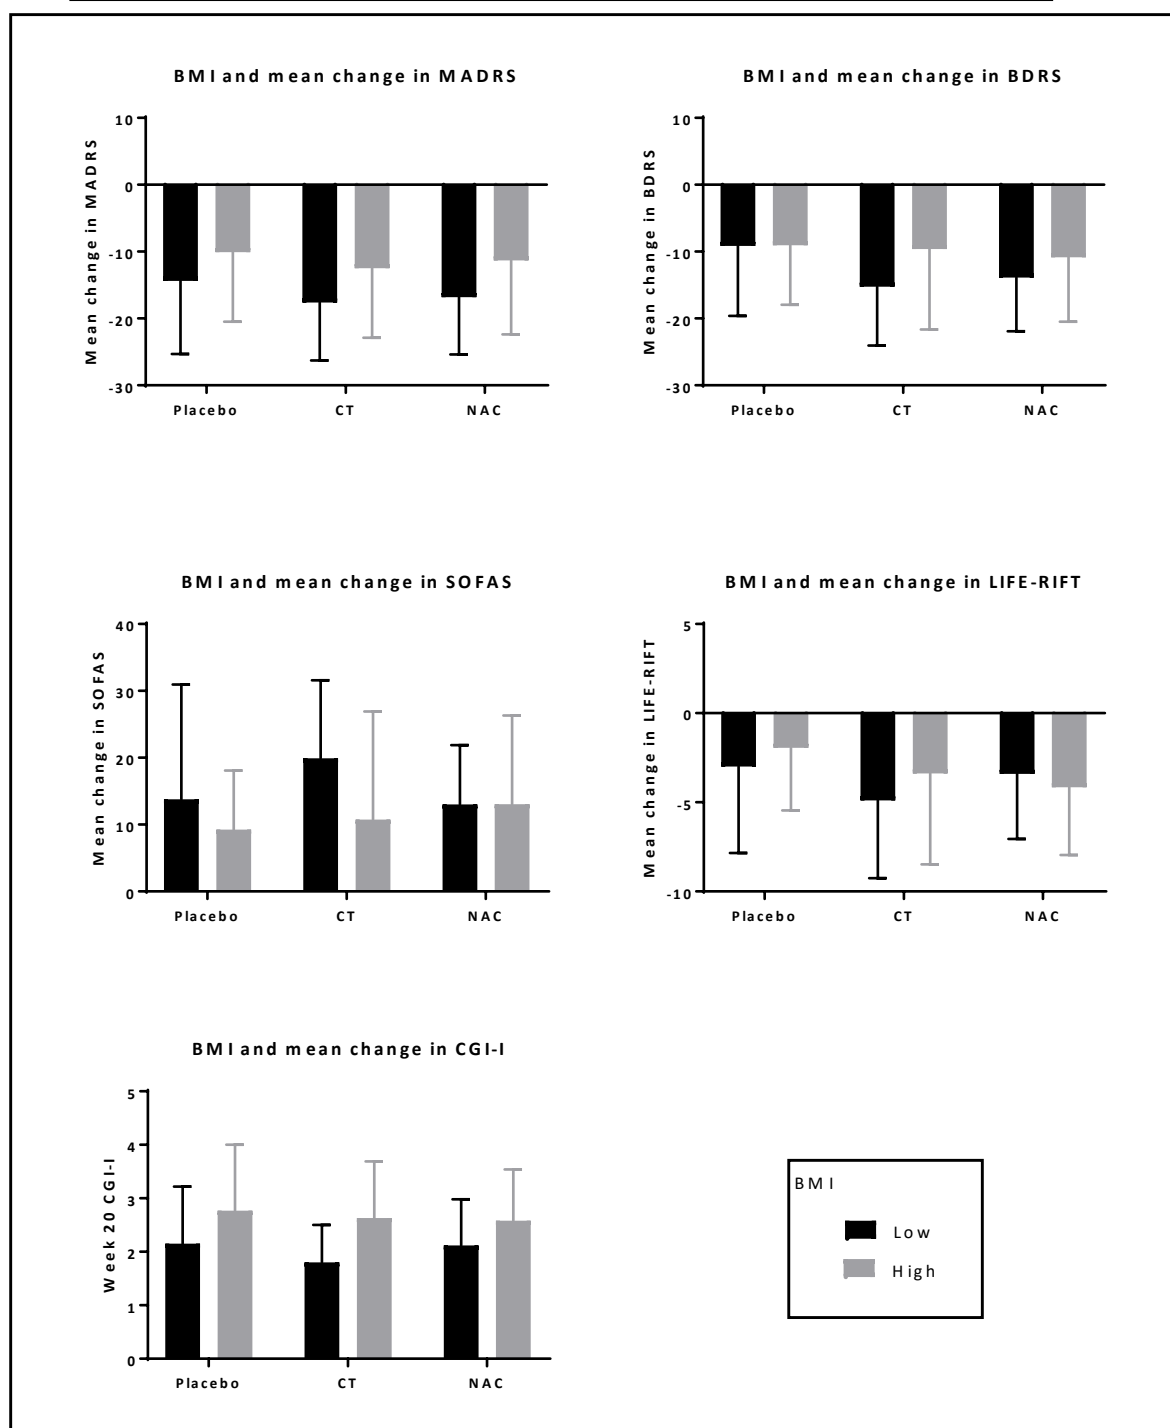 BMI and mean change in MADRS
Mean change in MADRS
10
0
-10
-20
-30
Placebo CT NAC
BMI and mean change in BDRS
Mean change in BDRS
10
0
-10
-20
-30
Placebo CT NAC
BMI and mean change in SOFAS
Mean change in SOFAS
40
30
20
10
0
Placebo CT NAC
BMI and mean change in LIFE-RIFT
Mean change in LIFE-RIFT
5
0
-5
-10
Placebo CT NAC
BMI and mean change in CGI-I
Week 20 CGI-I
5
4
3
2
1
0
Placebo CT NAC
BMI
Low
High